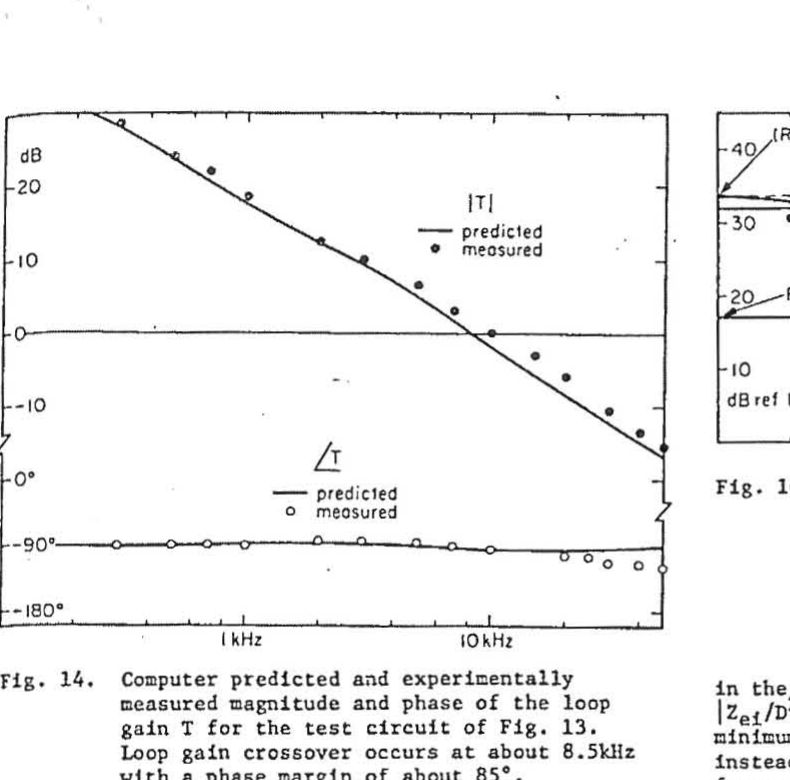 dB
20
10
0
-10
|T|
predicted
measured
0°
∠T
predicted
measured
-90°
-180°
1kHz
10kHz
Fig. 14. Computer predicted and experimentally
measured magnitude and phase of the loop
gain T for the test circuit of Fig. 13.
Loop gain crossover occurs at about 8.5kHz
with a phase margin of about 85°.
40
30
20
10
dB ref
Fig.
in the
|Zei/D
instead